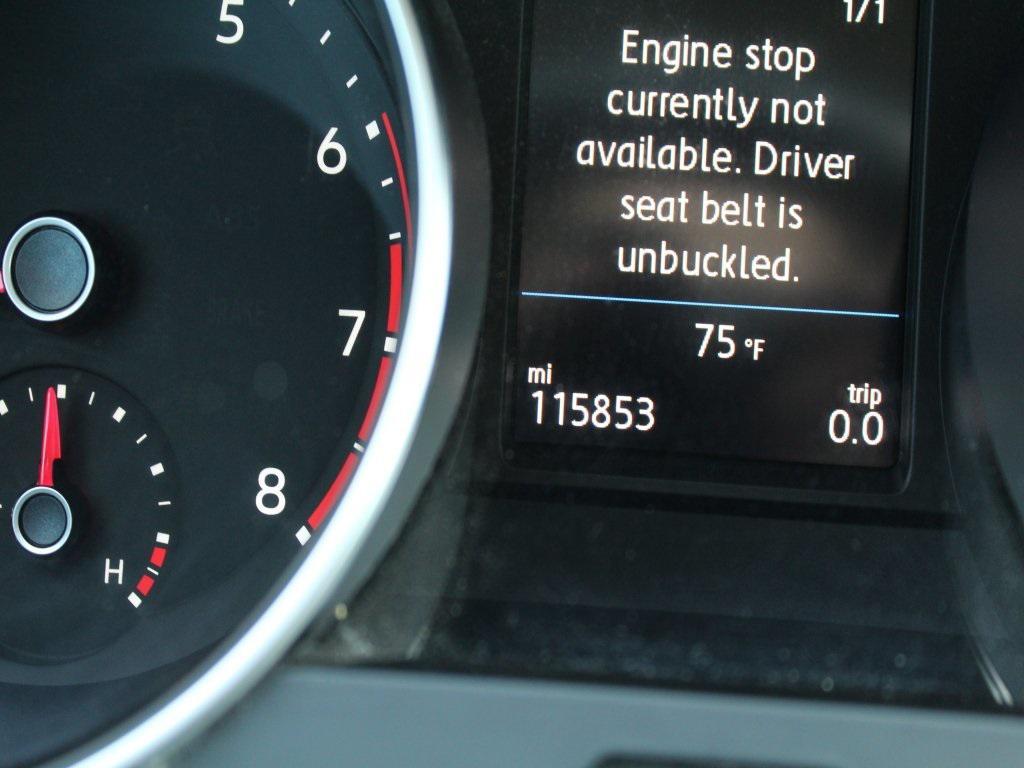 5
6
7
8
H
1/1
Engine stop
currently not
available. Driver
seat belt is
unbuckled.
75 °F
mi
trip
115853
0.0